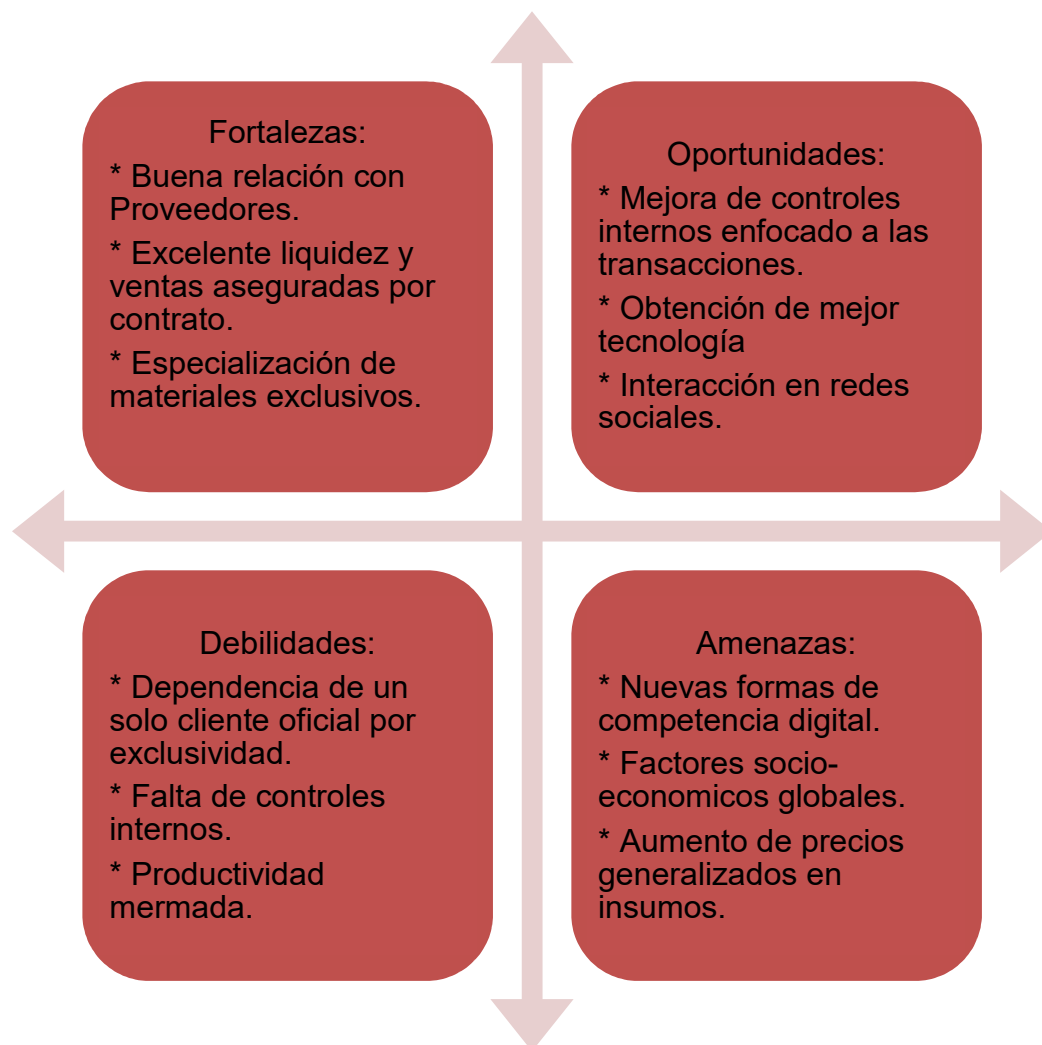 Fortalezas:
* Buena relación con
Proveedores.
* Excelente liquidez y
ventas aseguradas por
contrato.
* Especialización de
materiales exclusivos.
Oportunidades:
* Mejora de controles
internos enfocado a las
transacciones.
* Obtención de mejor
tecnología
* Interacción en redes
sociales.
Debilidades:
* Dependencia de un
solo cliente oficial por
exclusividad.
* Falta de controles
internos.
* Productividad
mermada.
Amenazas:
* Nuevas formas de
competencia digital.
* Factores socio-
economicos globales.
* Aumento de precios
generalizados en
insumos.